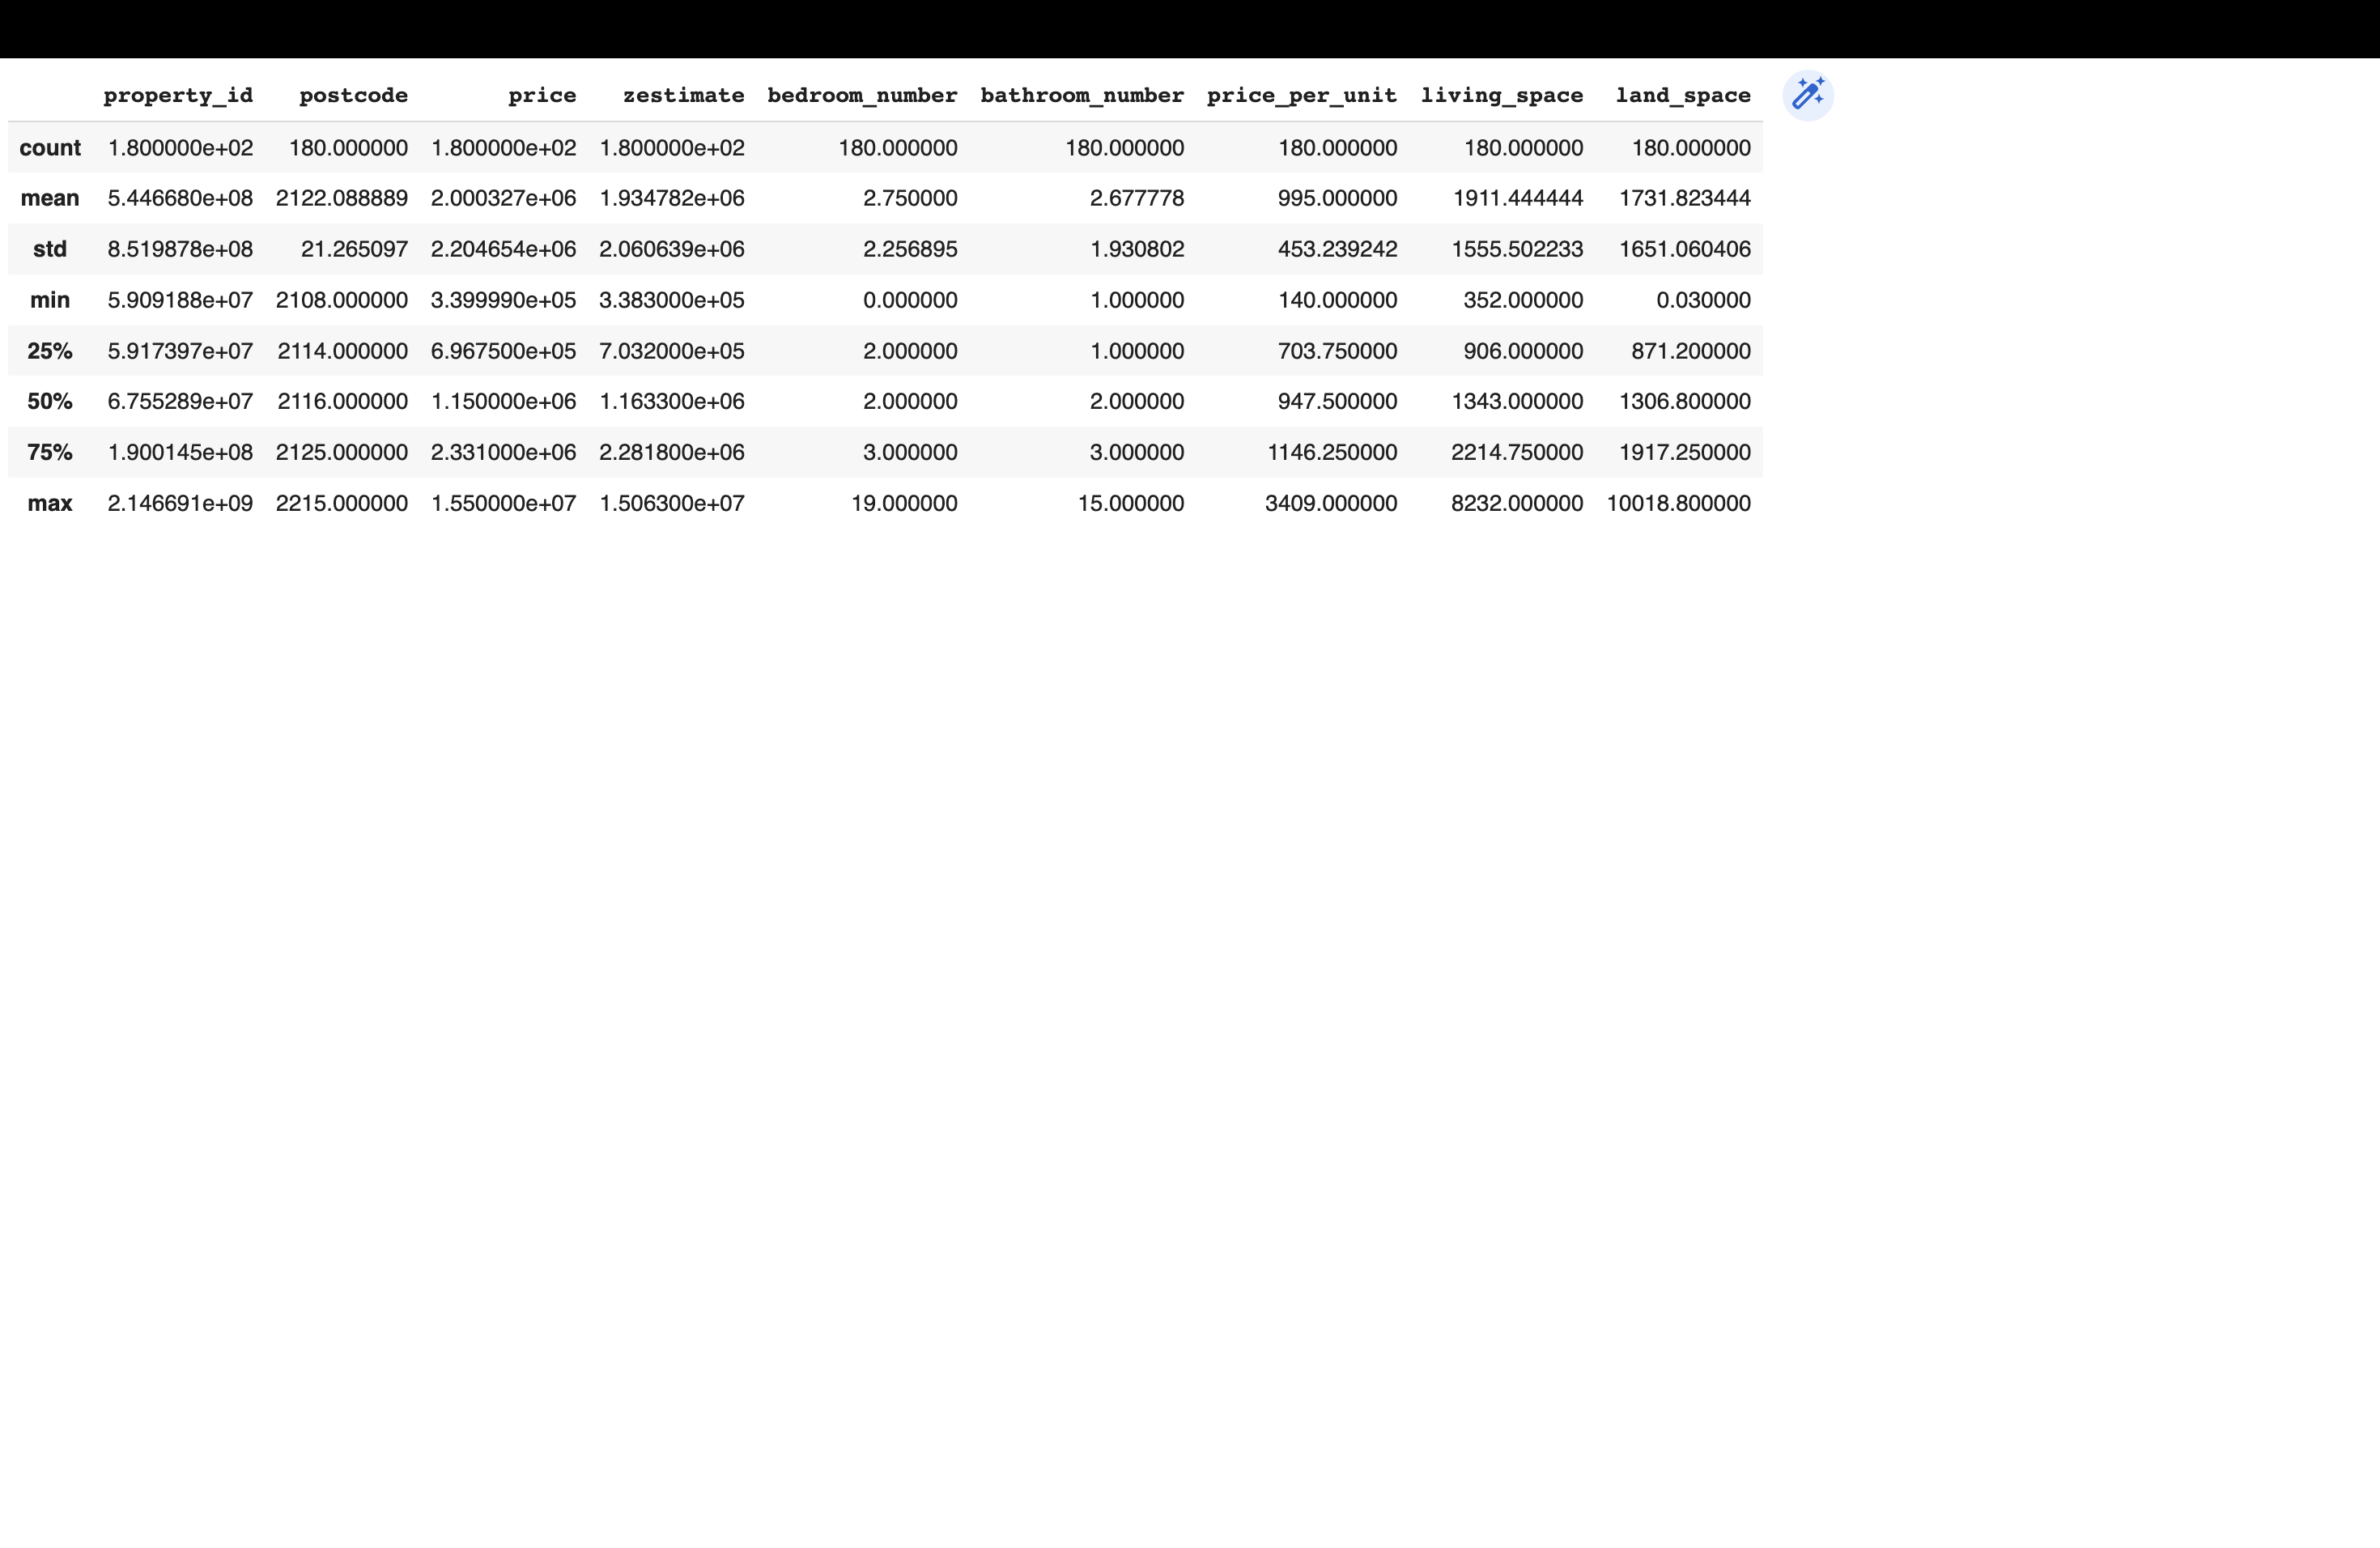 property_id postcode price zestimate bedroom_number bathroom_number price_per_unit living_space land_space
count 1.800000e+02 180.000000 1.800000e+02 1.800000e+02 180.000000 180.000000 180.000000 180.000000 180.000000
mean 5.446680e+08 2122.088889 2.000327e+06 1.934782e+06 2.750000 2.677778 995.000000 1911.444444 1731.823444
std 8.519878e+08 21.265097 2.204654e+06 2.060639e+06 2.256895 1.930802 453.239242 1555.502233 1651.060406
min 5.909188e+07 2108.000000 3.399990e+05 3.383000e+05 0.000000 1.000000 140.000000 352.000000 0.030000
25% 5.917397e+07 2114.000000 6.967500e+05 7.032000e+05 2.000000 1.000000 703.750000 906.000000 871.200000
50% 6.755289e+07 2116.000000 1.150000e+06 1.163300e+06 2.000000 2.000000 947.500000 1343.000000 1306.800000
75% 1.900145e+08 2125.000000 2.331000e+06 2.281800e+06 3.000000 3.000000 1146.250000 2214.750000 1917.250000
max 2.146691e+09 2215.000000 1.550000e+07 1.506300e+07 19.000000 15.000000 3409.000000 8232.000000 10018.800000